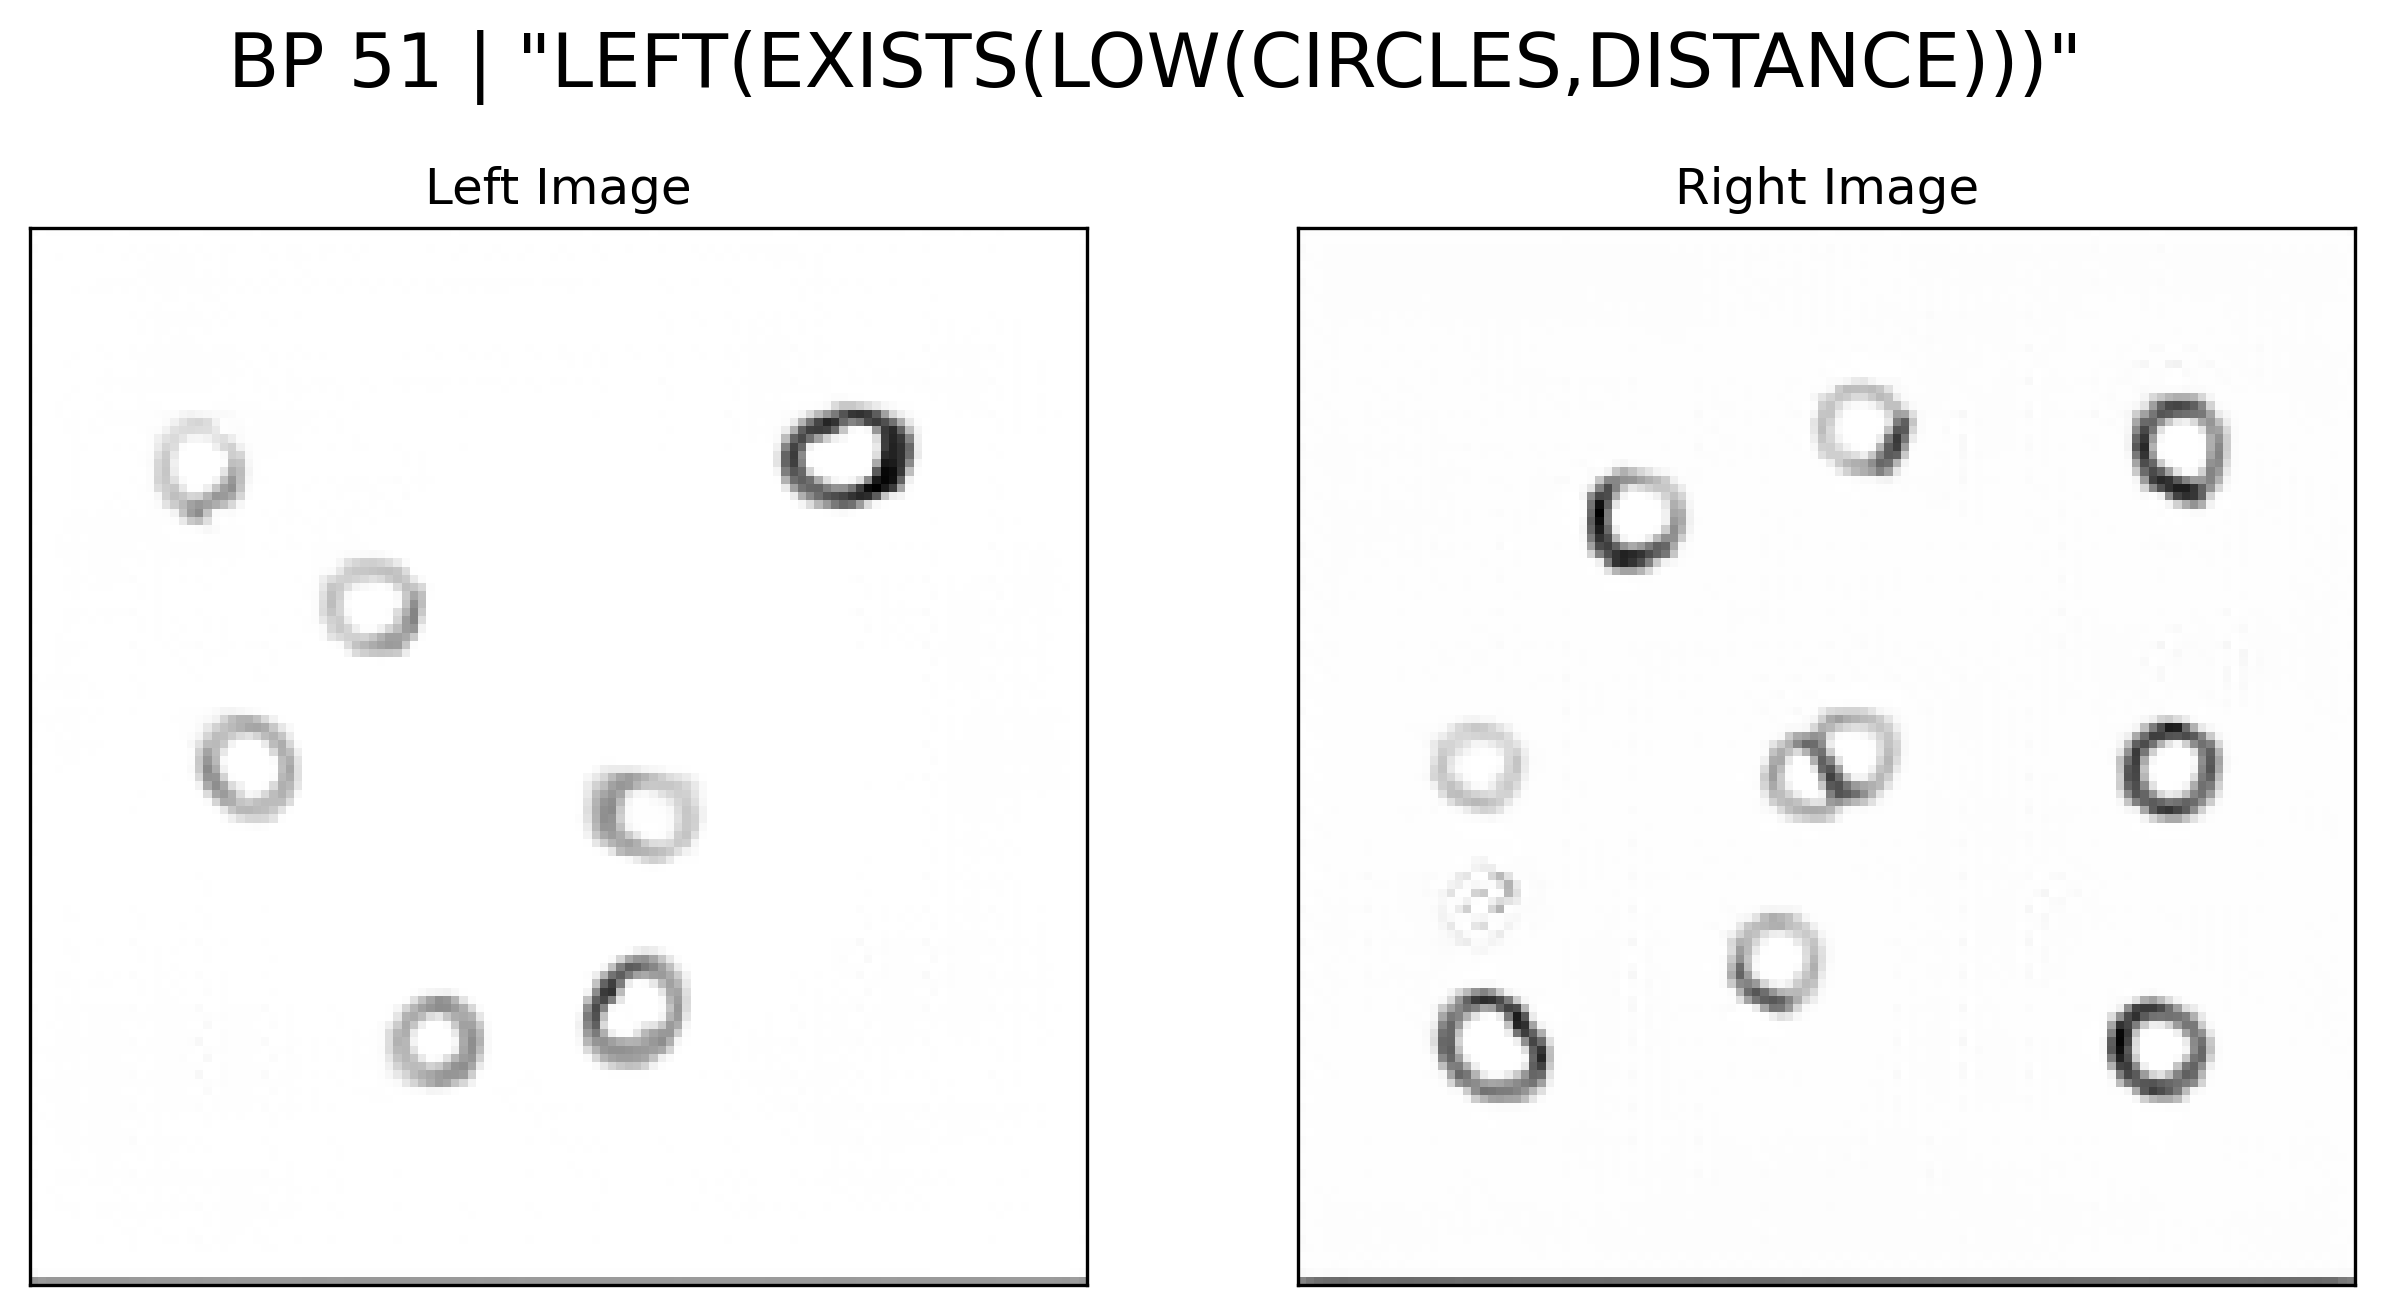 BP 51 | "LEFT(EXISTS(LOW(CIRCLES,DISTANCE)))"
Left Image
Right Image